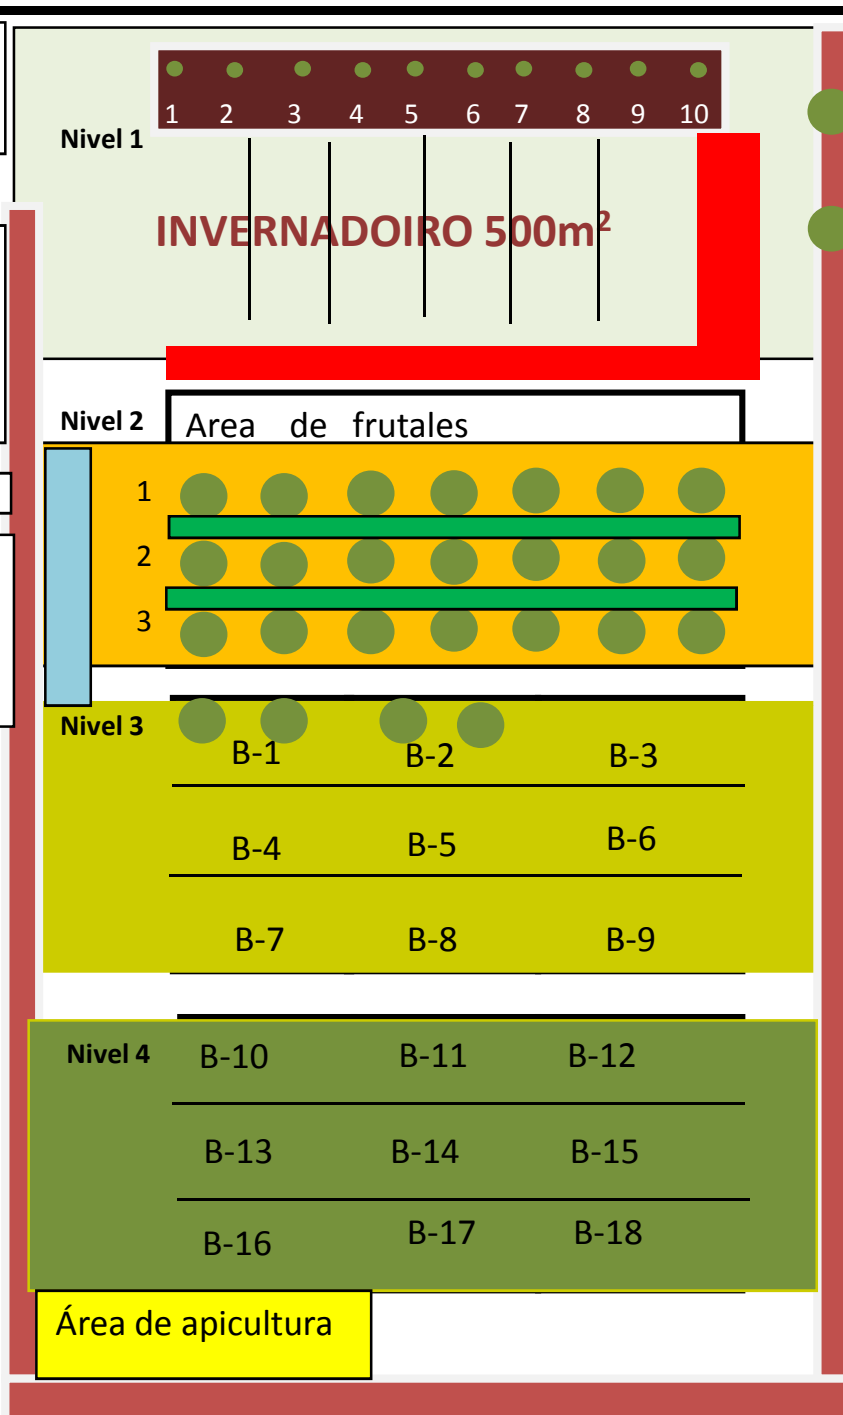 1 2 3 4 5 6 7 8 9 10
Nivel 1
INVERNADOIRO 500m²
Nivel 2
Area de frutales
1
2
3
Nivel 3
B-1 B-2 B-3
B-4 B-5 B-6
B-7 B-8 B-9
Nivel 4
B-10 B-11 B-12
B-13 B-14 B-15
B-16 B-17 B-18
Área de apicultura